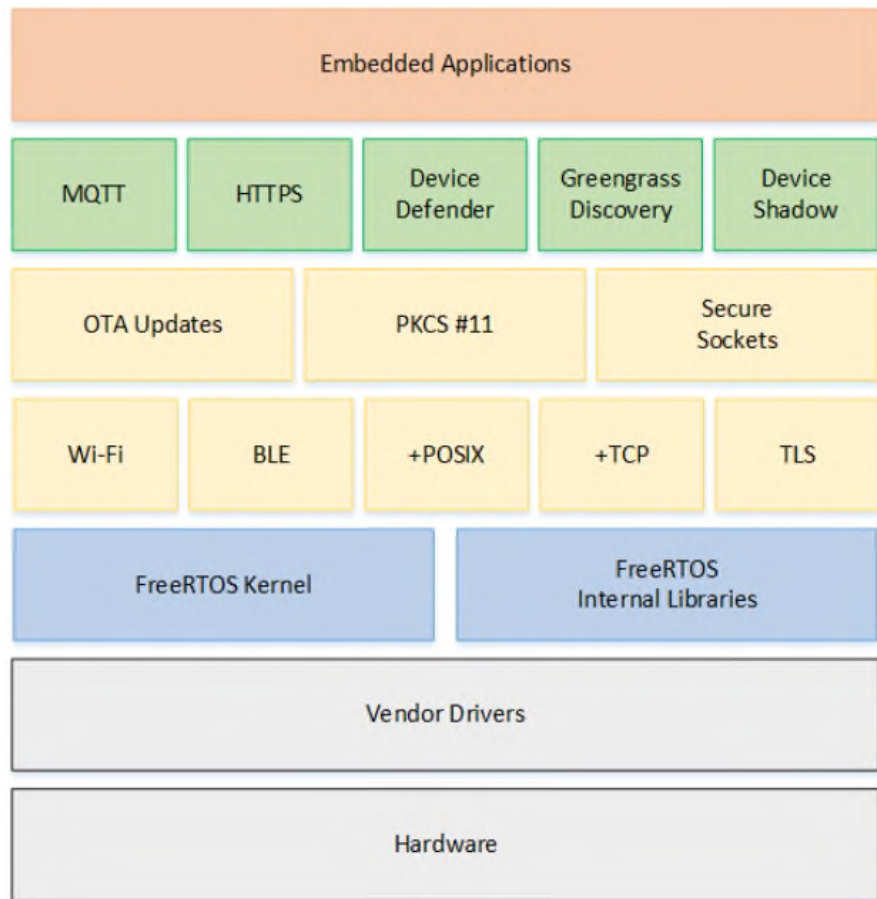 Embedded Applications
MQTT
HTTPS
Device
Defender
Greengrass
Discovery
Device
Shadow
OTA Updates
PKCS #11
Secure
Sockets
Wi-Fi
BLE
+POSIX
+TCP
TLS
FreeRTOS Kernel
FreeRTOS
Internal Libraries
Vendor Drivers
Hardware